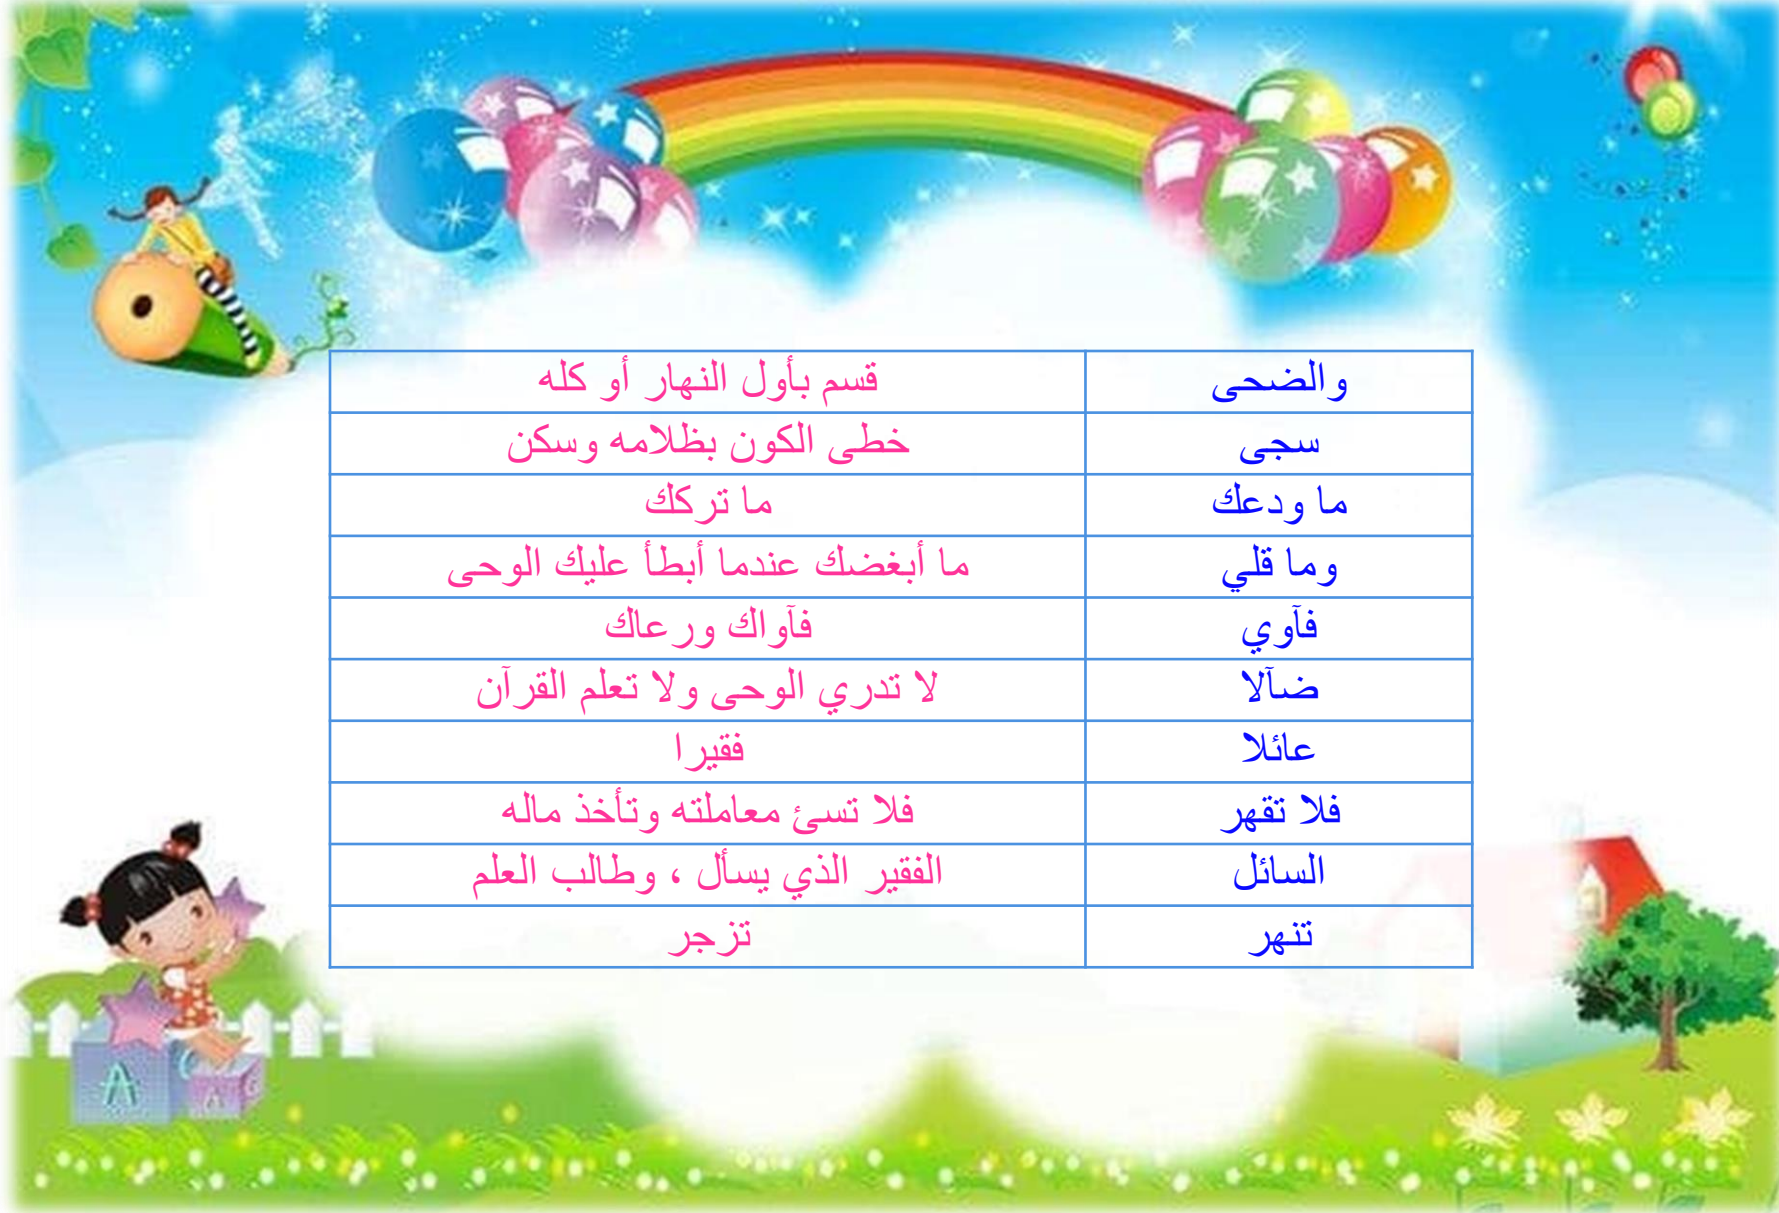 والضحى قسم بأول النهار أو كله
سجى خطى الكون بظلامه وسكن
ما ودعك ما تركك
وما قلي ما أبغضك عندما أبطأ عليك الوحى
فآوي فآواك ورعاك
ضآلا لا تدري الوحى ولا تعلم القرآن
عائلا فقيرا
فلا تقهر فلا تسئ معاملته وتأخذ ماله
السائل الفقير الذي يسأل ، وطالب العلم
تنهر تزجر
A
A